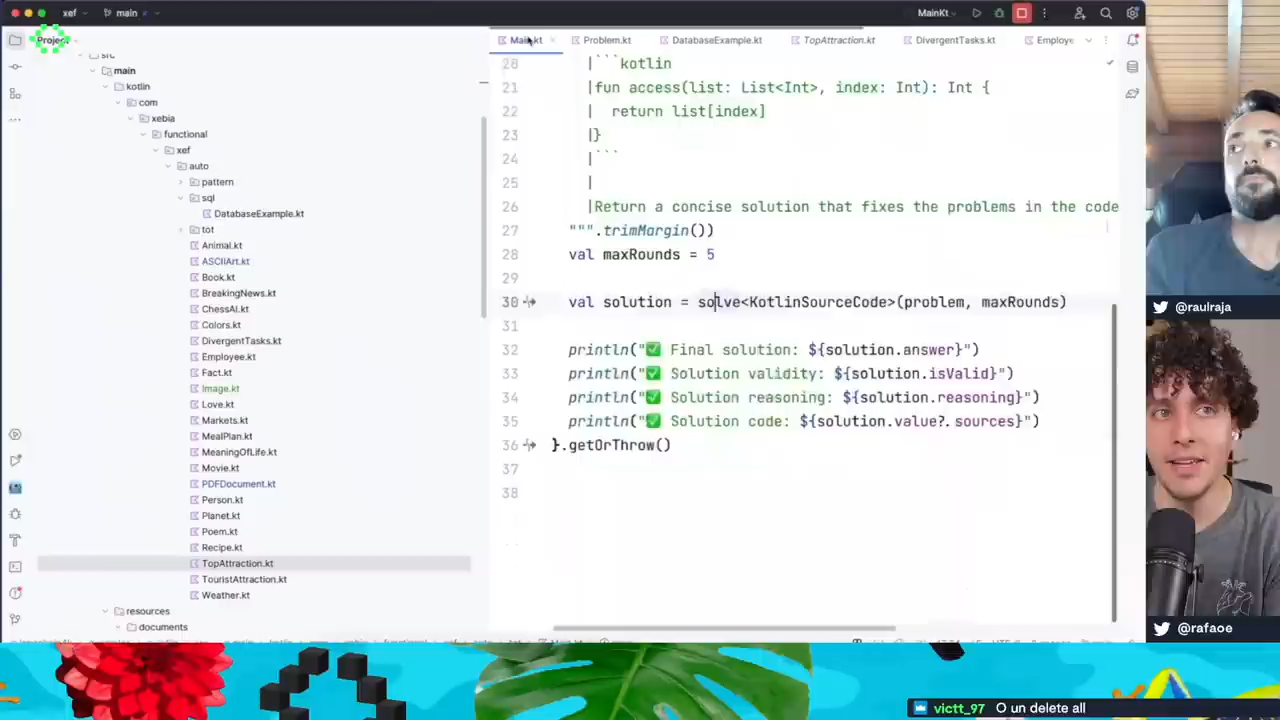 xef
main
MainKt
Project
src
main
kotlin
com
xebia
functional
xef
auto
pattern
sql
DatabaseExample.kt
tot
Animal.kt
ASCIIArt.kt
Book.kt
BreakingNews.kt
ChessAI.kt
Colors.kt
DivergentTasks.kt
Employee.kt
Fact.kt
Image.kt
Love.kt
Markets.kt
MealPlan.kt
MeaningOfLife.kt
Movie.kt
PDFDocument.kt
Person.kt
Planet.kt
Poem.kt
Recipe.kt
TopAttraction.kt
TouristAttraction.kt
Weather.kt
resources
documents
Main.kt
Problem.kt
DatabaseExample.kt
TopAttraction.kt
DivergentTasks.kt
Employe
20 |```kotlin
21 |fun access(list: List<Int>, index: Int): Int {
22 | return list[index]
23 |}
24 |```
25 |
26 |Return a concise solution that fixes the problems in the code
27 """.trimMargin())
28 val maxRounds = 5
29
30 val solution = solve<KotlinSourceCode>(problem, maxRounds)
31
32 println("✅ Final solution: ${solution.answer}")
33 println("✅ Solution validity: ${solution.isValid}")
34 println("✅ Solution reasoning: ${solution.reasoning}")
35 println("✅ Solution code: ${solution.value?.sources}")
36 }.getOrThrow()
37
38
@raulraja
@rafaoe
victt_97 O un delete all